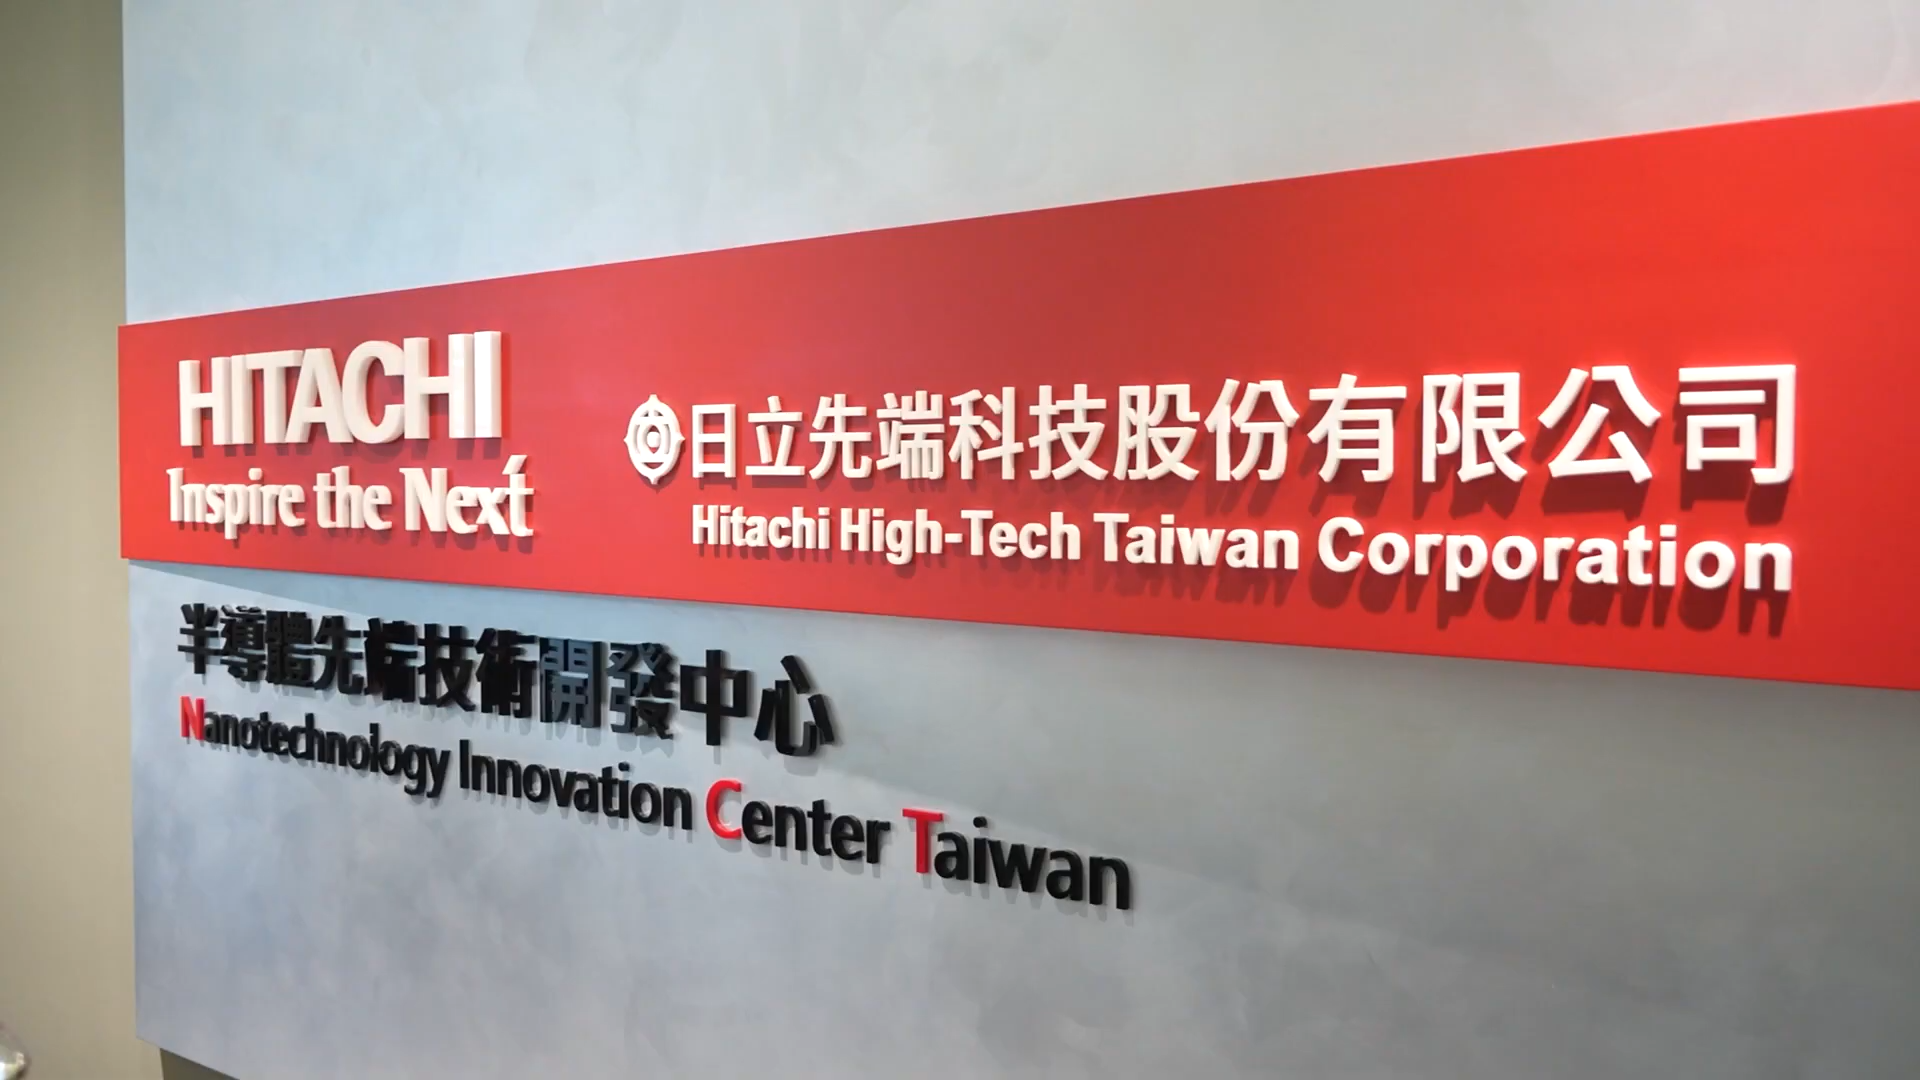 HITACHI
Inspire the Next
日立先端科技股份有限公司
Hitachi High-Tech Taiwan Corporation
半導體先端技術開發中心
Nanotechnology Innovation Center Taiwan